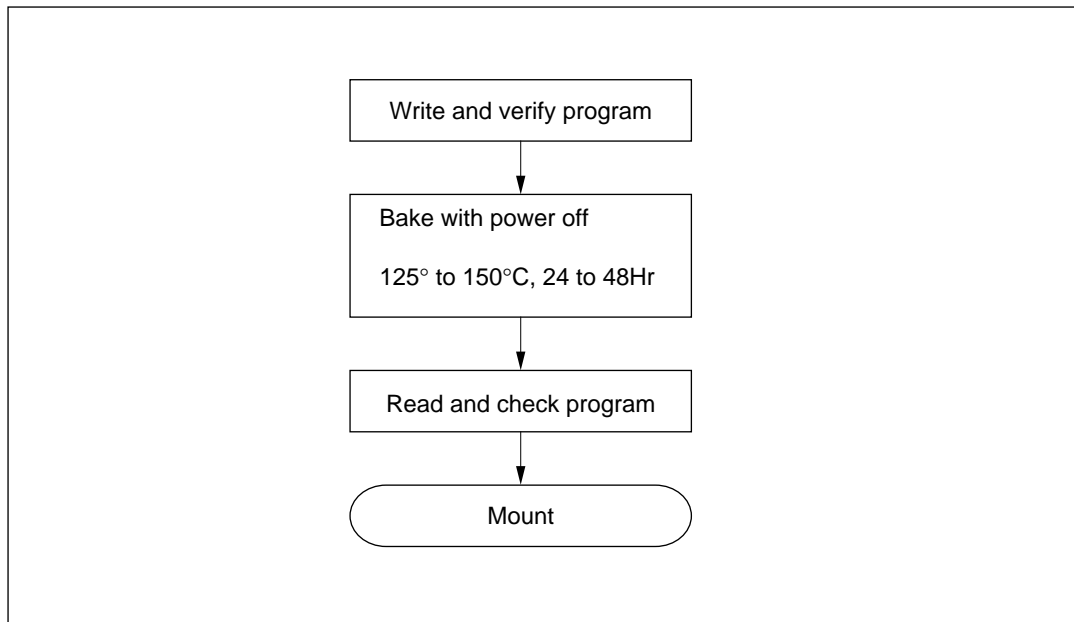 Write and verify program
Bake with power off
125° to 150°C, 24 to 48Hr
Read and check program
Mount